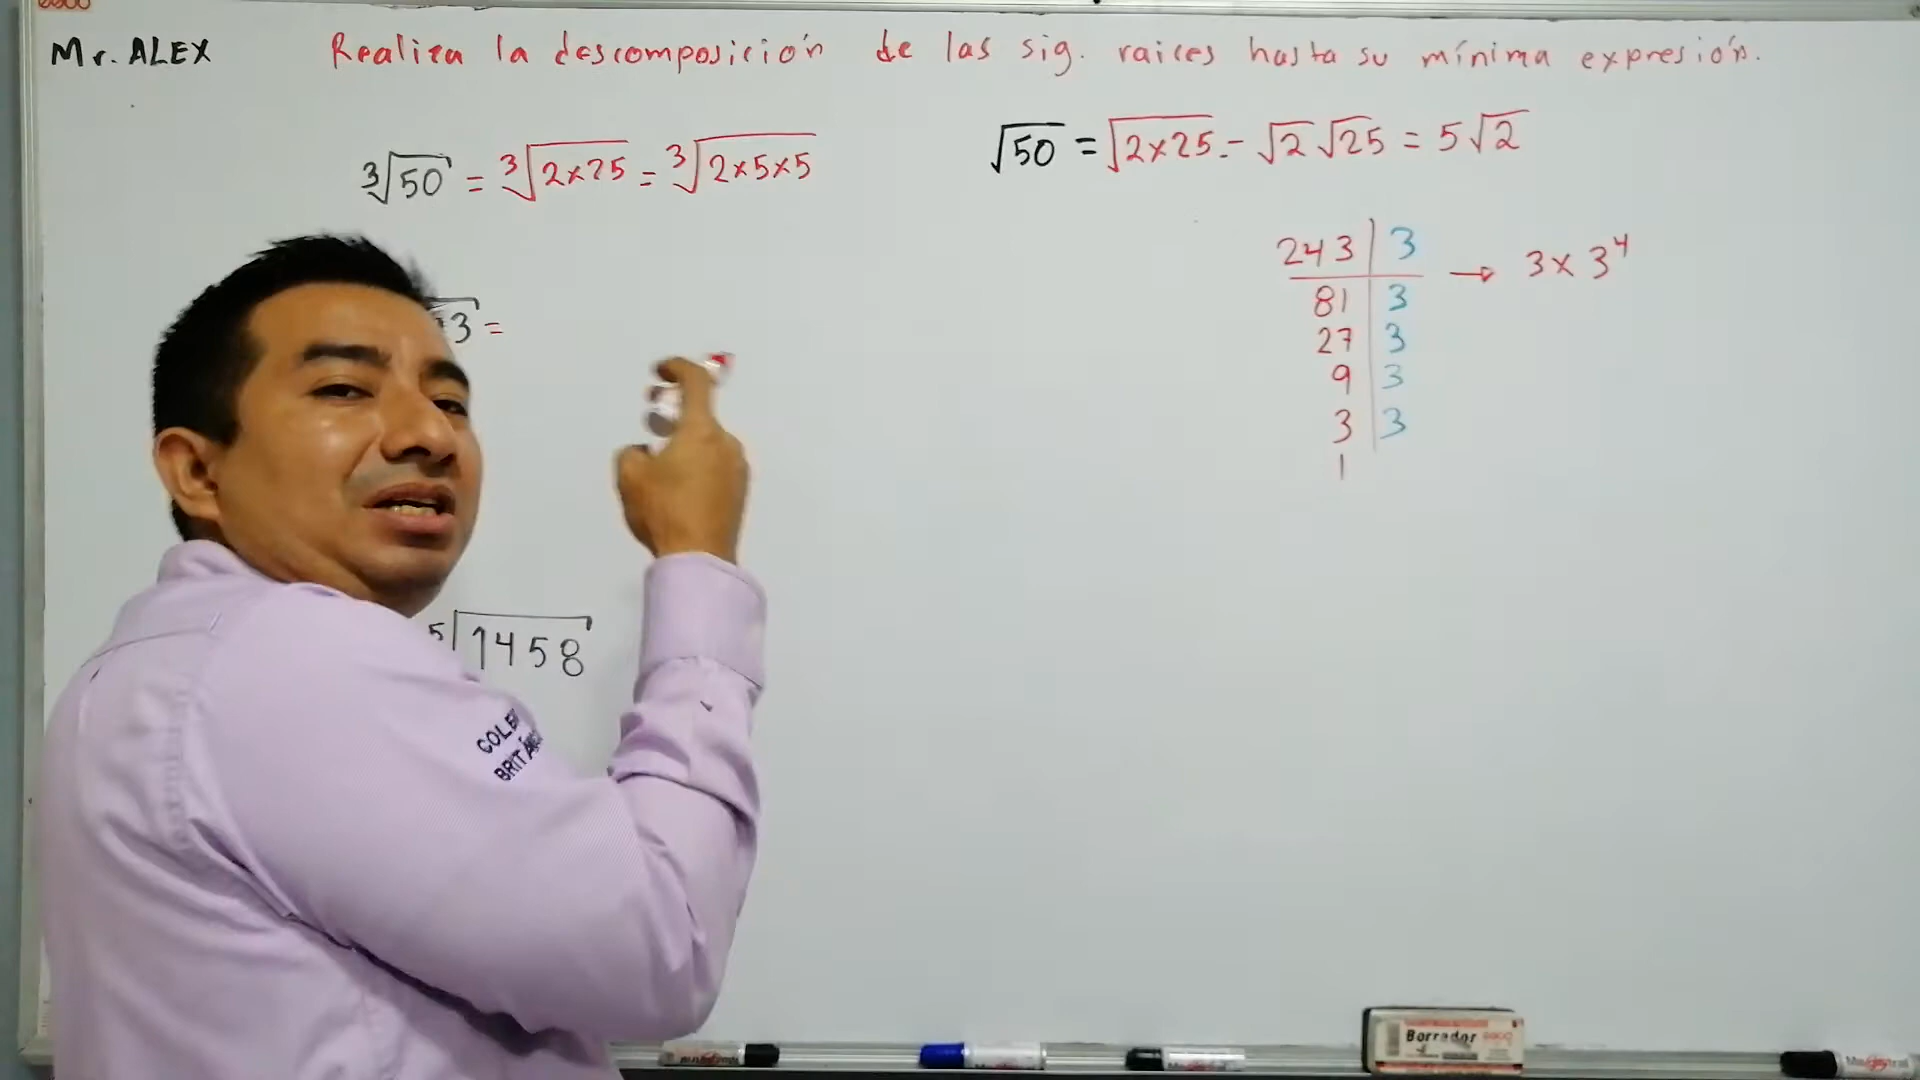 Mr. ALEX Realiza la descomposición de las sig. raices hasta su mínima expresión.
∛50 = ∛2×25 = ∛2×5×5
√50 = √2×25 = √2 √25 = 5√2
243 | 3 → 3 × 3⁴
81 | 3
27 | 3
9 | 3
3 | 3
1
3 =
⁵√1458
BRIT
Borrador